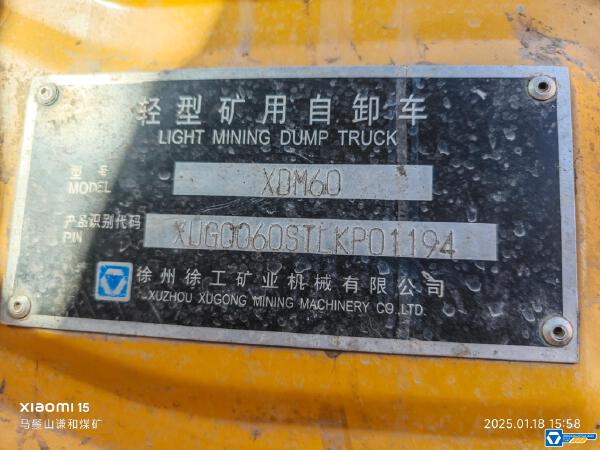 轻型矿用自卸车
LIGHT MINING DUMP TRUCK
型号
MODEL
XDM60
产品识别代码
PIN
XUG0060STLKP01194
徐州徐工矿业机械有限公司
XUZHOU XUGONG MINING MACHINERY CO.,LTD.
xiaomi 15
马鬃山谦和煤矿
2025.01.18 15:58